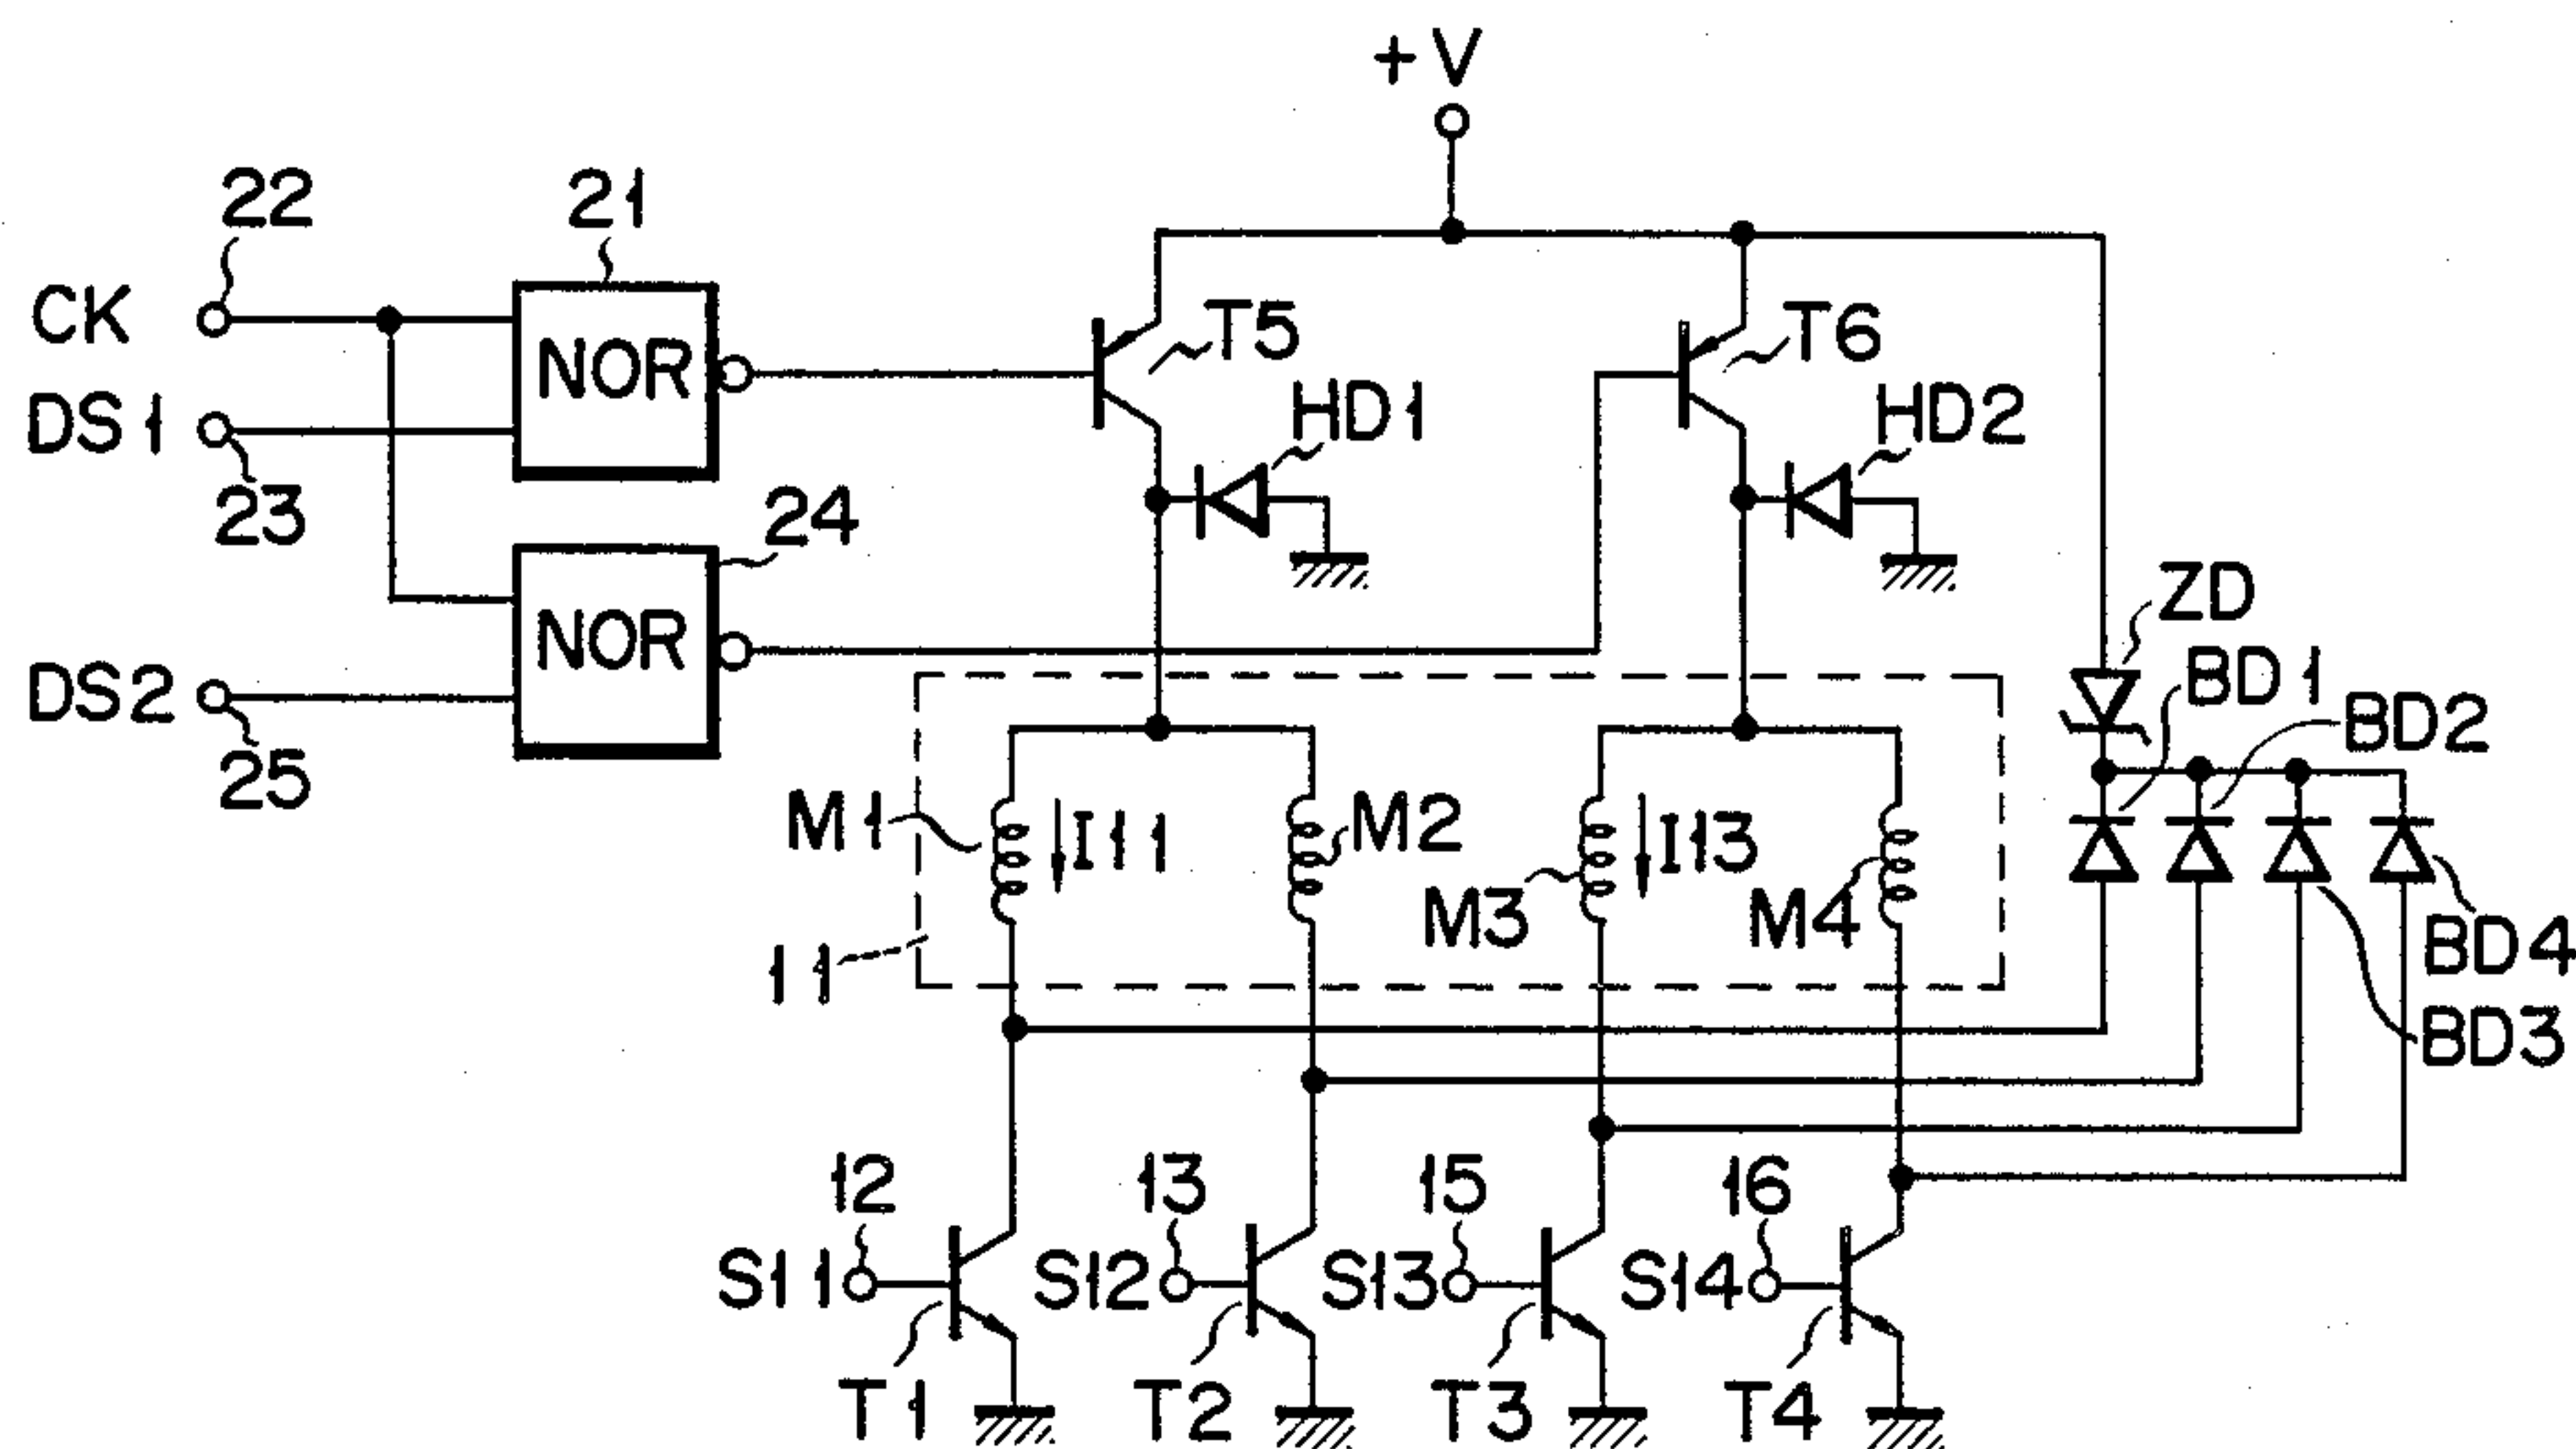 +V
22
21
CK
NOR
T5
T6
DS1
HD1
HD2
23
24
NOR
ZD
DS2
BD1
BD2
25
M1
I11
M2
I13
M3
M4
11
BD4
BD3
12
13
15
16
S11
S12
S13
S14
T1
T2
T3
T4